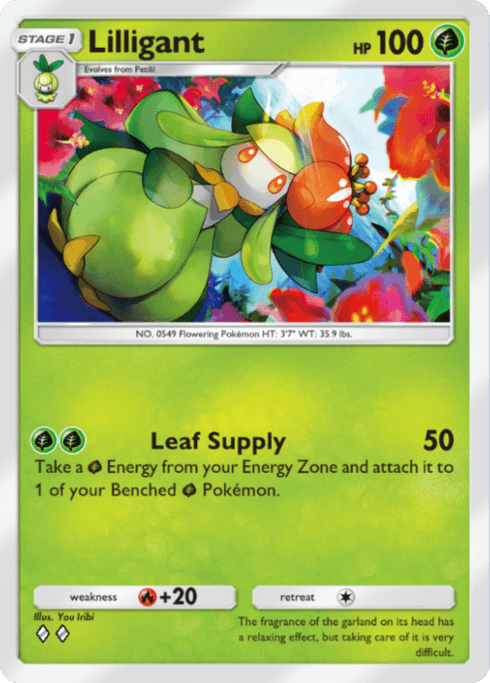 STAGE 1
Lilligant
HP 100
Evolves from Petilil
NO. 0549 Flowering Pokémon HT: 3'7" WT: 35.9 lbs.
Leaf Supply 50
Take a Energy from your Energy Zone and attach it to
1 of your Benched Pokémon.
weakness +20
retreat
Illus. You Iribi
The fragrance of the garland on its head has
a relaxing effect, but taking care of it is very
difficult.